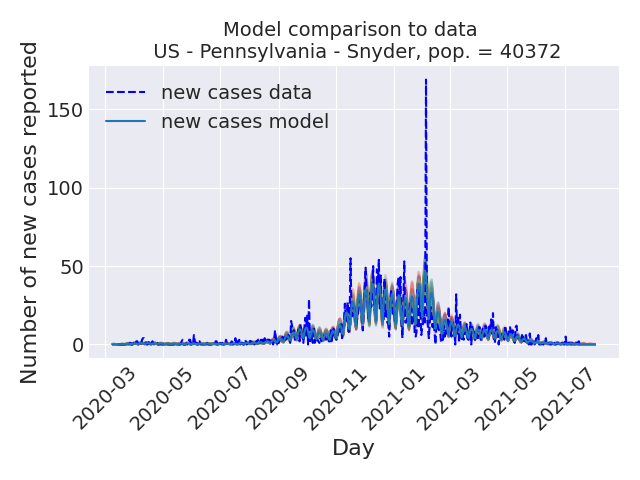 Model comparison to data
US - Pennsylvania - Snyder, pop. = 40372
Number of new cases reported
150
100
50
0
new cases data
new cases model
2020-03
2020-05
2020-07
2020-09
2020-11
2021-01
2021-03
2021-05
2021-07
Day